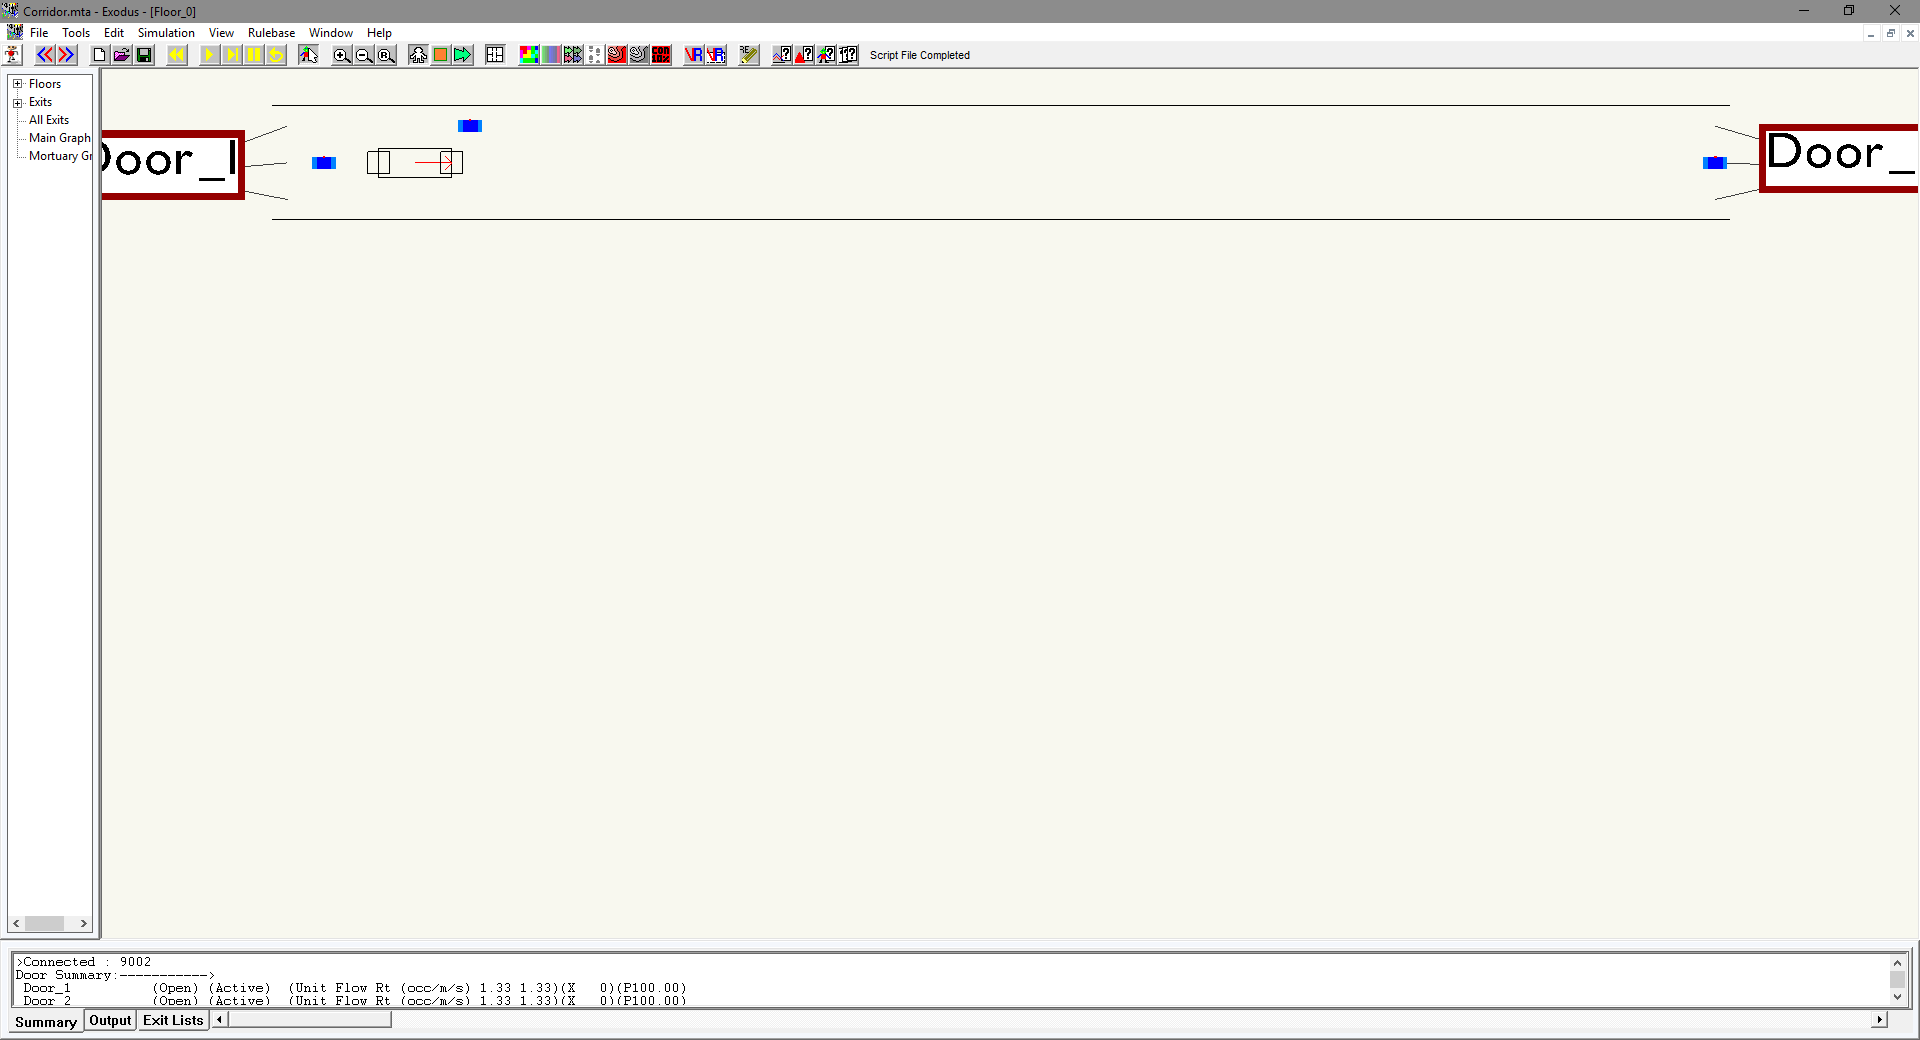 Corridor.mta - Exodus - [Floor_0]
File Tools Edit Simulation View Rulebase Window Help
Script File Completed
Floors
Exits
All Exits
Main Graph
Mortuary Gr
Door_1
Door_
>Connected : 9002
Door Summary:----------->
Door_1 (Open) (Active) (Unit Flow Rt (occ/m/s) 1.33 1.33)(X 0)(P100.00)
Door_2 (Open) (Active) (Unit Flow Rt (occ/m/s) 1.33 1.33)(X 0)(P100.00)
Summary Output Exit Lists